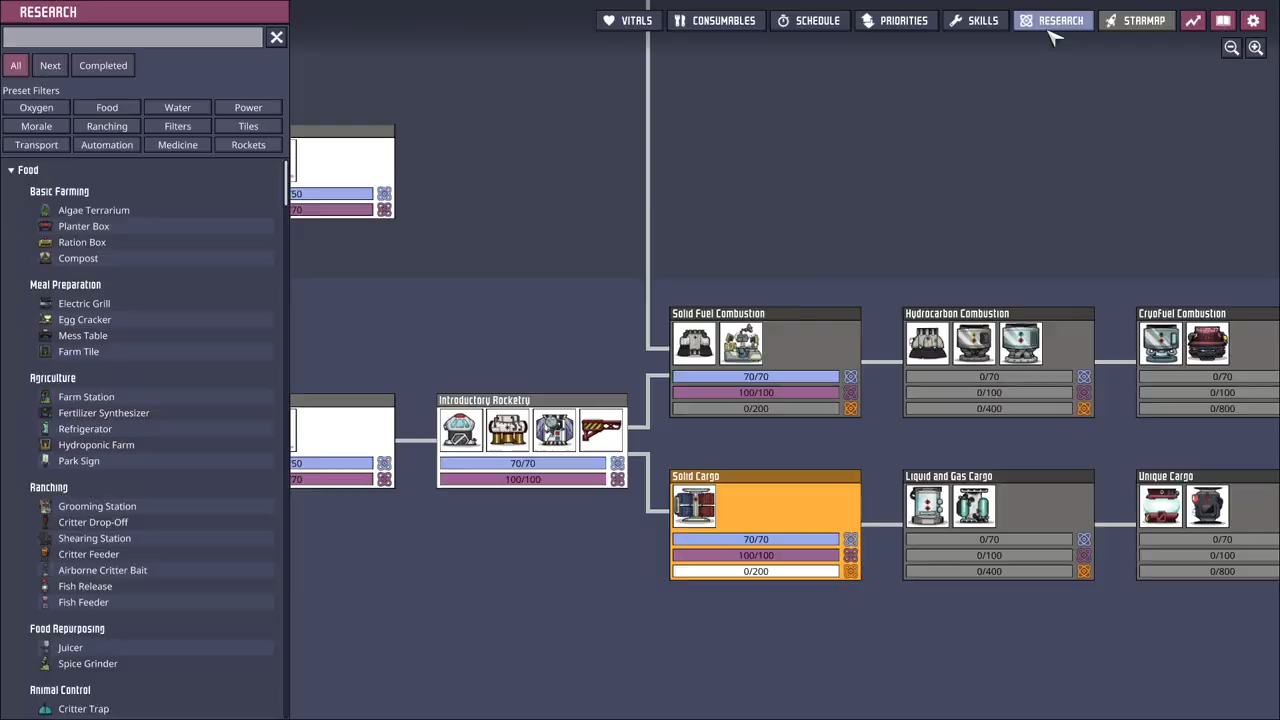 RESEARCH
VITALS
CONSUMABLES
SCHEDULE
PRIORITIES
SKILLS
RESEARCH
STARMAP
All
Next
Completed
Preset Filters
Oxygen
Food
Water
Power
Morale
Ranching
Filters
Tiles
Transport
Automation
Medicine
Rockets
Food
Basic Farming
Algae Terrarium
Planter Box
Ration Box
Compost
Meal Preparation
Electric Grill
Egg Cracker
Mess Table
Farm Tile
Agriculture
Farm Station
Fertilizer Synthesizer
Refrigerator
Hydroponic Farm
Park Sign
Ranching
Grooming Station
Critter Drop-Off
Shearing Station
Critter Feeder
Airborne Critter Bait
Fish Release
Fish Feeder
Food Repurposing
Juicer
Spice Grinder
Animal Control
Critter Trap
/50
/70
/50
/70
Introductory Rocketry
70/70
100/100
Solid Fuel Combustion
70/70
100/100
0/200
Hydrocarbon Combustion
0/70
0/100
0/400
CryoFuel Combustion
0/70
0/100
0/800
Solid Cargo
70/70
100/100
0/200
Liquid and Gas Cargo
0/70
0/100
0/400
Unique Cargo
0/70
0/100
0/800